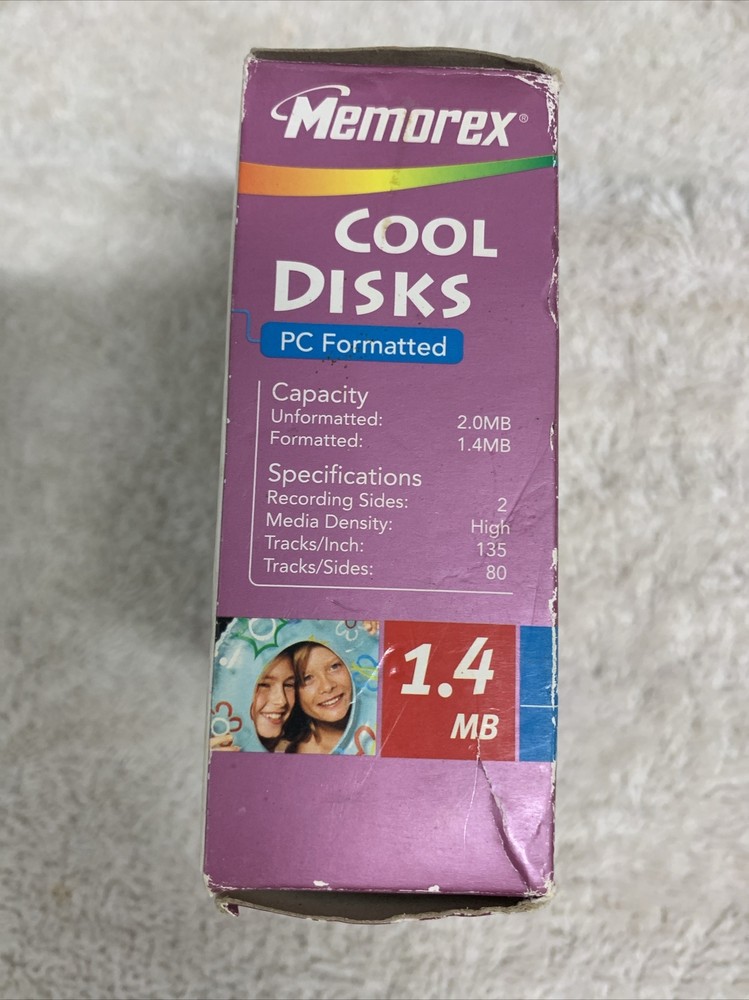 Memorex®
COOL
DISKS
PC Formatted
Capacity
Unformatted: 2.0MB
Formatted: 1.4MB
Specifications
Recording Sides: 2
Media Density: High
Tracks/Inch: 135
Tracks/Sides: 80
1.4
MB